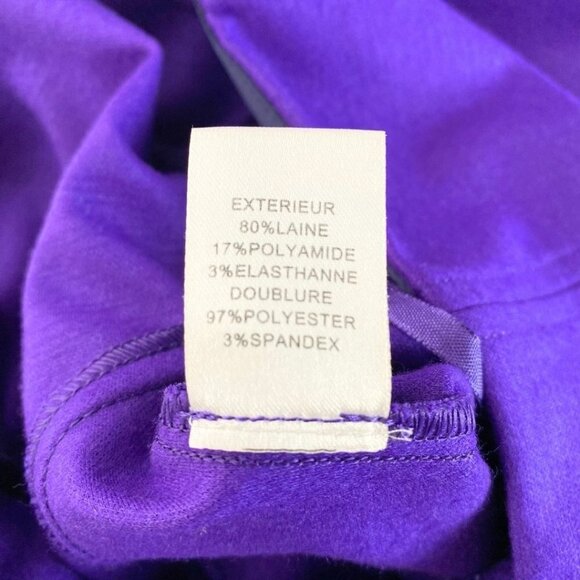 EXTERIEUR
80%LAINE
17%POLYAMIDE
3%ELASTHANNE
DOUBLURE
97%POLYESTER
3%SPANDEX